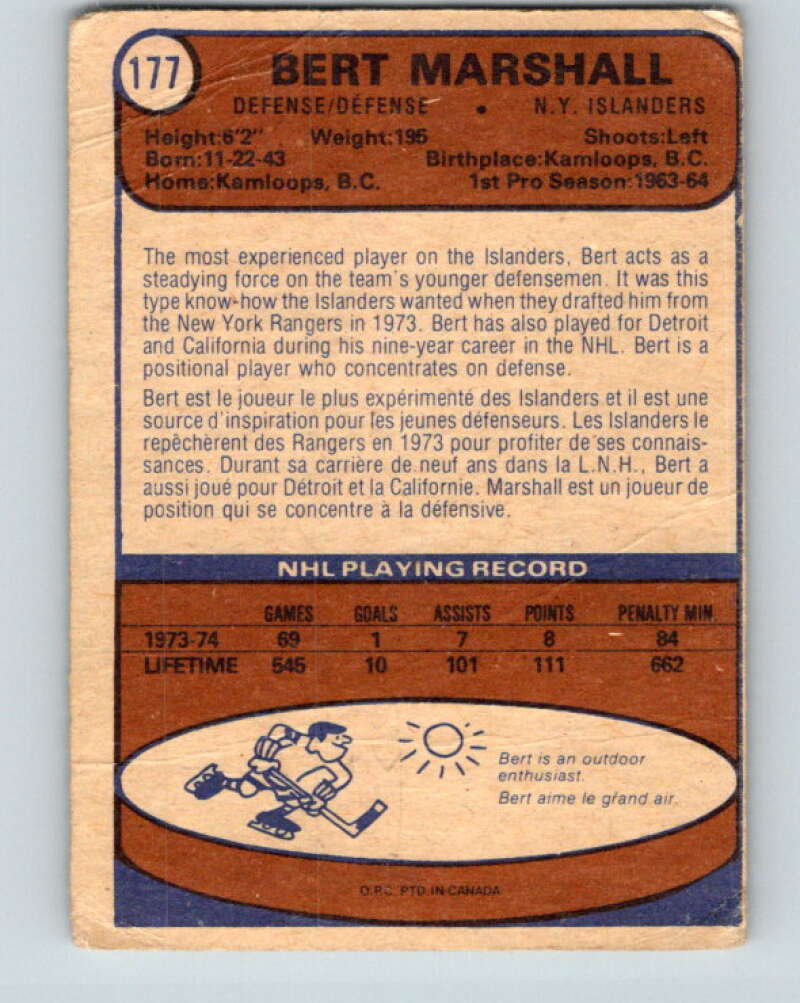 177
BERT MARSHALL
DEFENSE/DÉFENSE • N.Y. ISLANDERS
Height:6'2" Weight:195 Shoots:Left
Born:11-22-43 Birthplace:Kamloops, B.C.
Home:Kamloops, B.C. 1st Pro Season:1963-64
The most experienced player on the Islanders, Bert acts as a
steadying force on the team's younger defensemen. It was this
type know-how the Islanders wanted when they drafted him from
the New York Rangers in 1973. Bert has also played for Detroit
and California during his nine-year career in the NHL. Bert is a
positional player who concentrates on defense.
Bert est le joueur le plus expérimenté des Islanders et il est une
source d'inspiration pour les jeunes défenseurs. Les Islanders le
repêchèrent des Rangers en 1973 pour profiter de ses connais-
sances. Durant sa carrière de neuf ans dans la L.N.H., Bert a
aussi joué pour Détroit et la Californie. Marshall est un joueur de
position qui se concentre à la défensive.
NHL PLAYING RECORD
GAMES GOALS ASSISTS POINTS PENALTY MIN.
1973-74 69 1 7 8 84
LIFETIME 545 10 101 111 662
Bert is an outdoor
enthusiast.
Bert aime le grand air.
O.P.C. PTD. IN CANADA